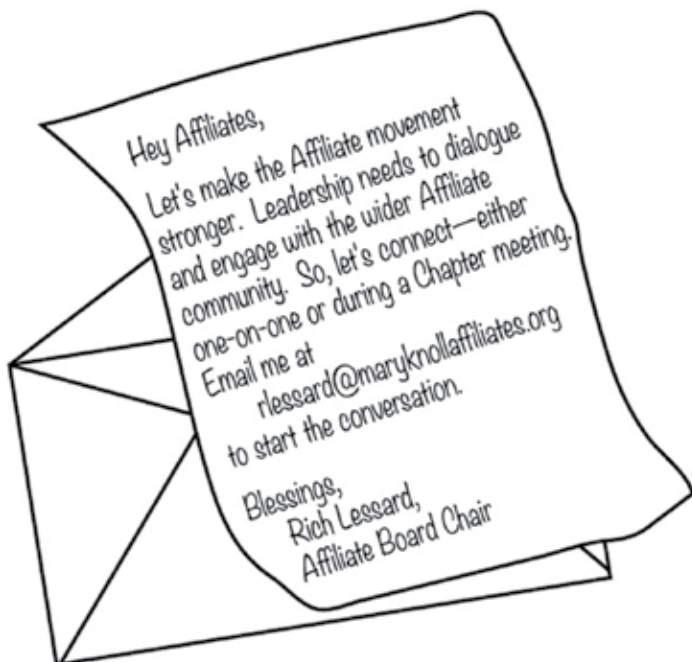 Hey Affiliates,
Let's make the Affiliate movement
stronger. Leadership needs to dialogue
and engage with the wider Affiliate
community. So, let's connect—either
one-on-one or during a Chapter meeting.
Email me at
rlessard@maryknollaffiliates.org
to start the conversation.
Blessings,
Rich Lessard,
Affiliate Board Chair